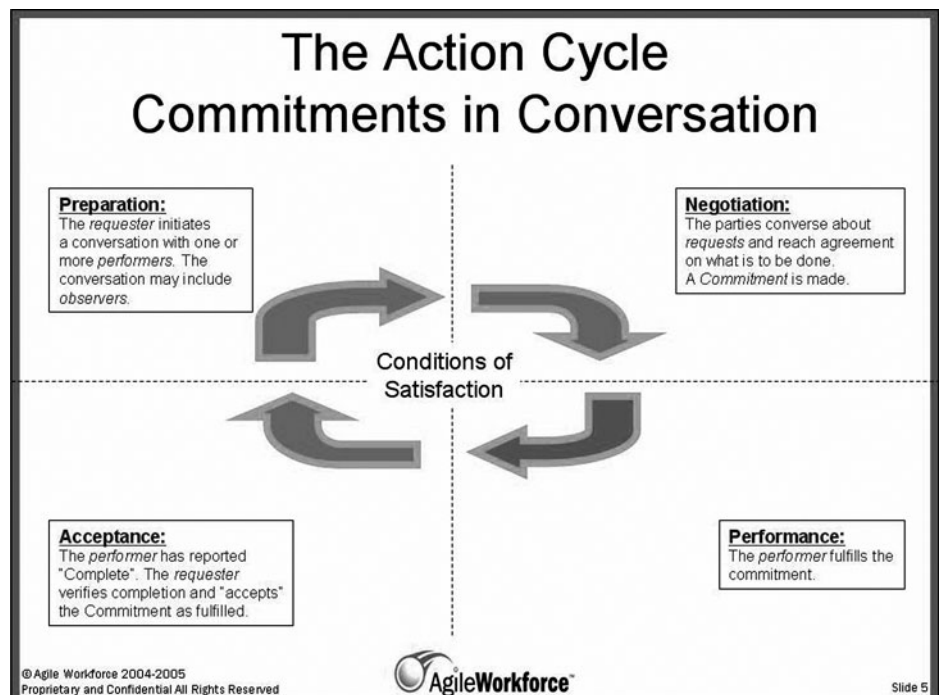 The Action Cycle
Commitments in Conversation
Preparation:
The requester initiates
a conversation with one or
more performers. The
conversation may include
observers.
Negotiation:
The parties converse about
requests and reach agreement
on what is to be done.
A Commitment is made.
Conditions of
Satisfaction
Acceptance:
The performer has reported
"Complete". The requester
verifies completion and "accepts"
the Commitment as fulfilled.
Performance:
The performer fulfills the
commitment.
© Agile Workforce 2004-2005
Proprietary and Confidential All Rights Reserved
AgileWorkforce™
Slide 5